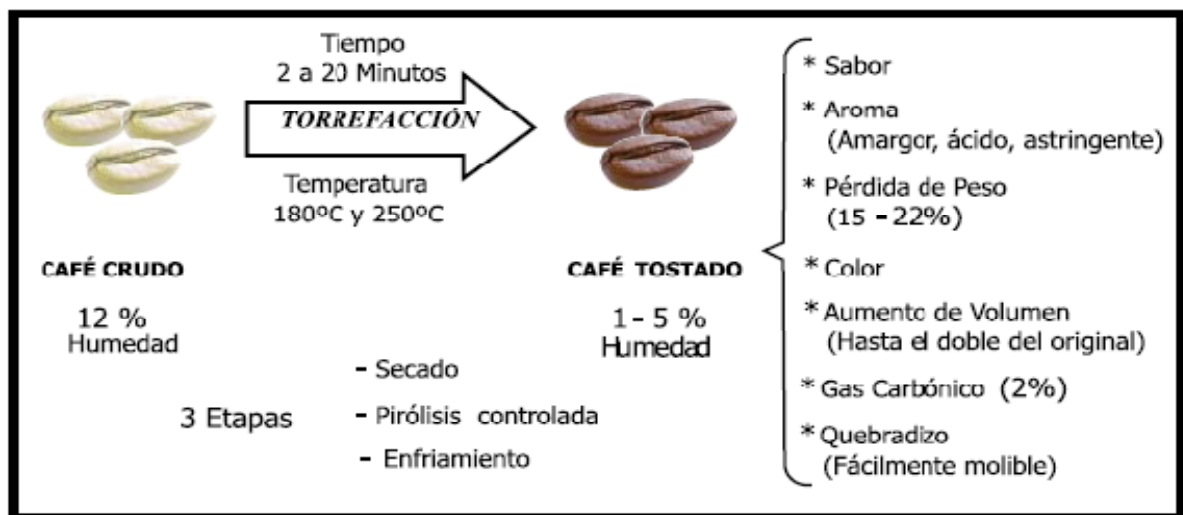 Tiempo
2 a 20 Minutos
TORREFACCIÓN
Temperatura
180ºC y 250ºC
CAFÉ CRUDO
12 %
Humedad
CAFÉ TOSTADO
1 - 5 %
Humedad
3 Etapas
- Secado
- Pirólisis controlada
- Enfriamiento
* Sabor
* Aroma
(Amargor, ácido, astringente)
* Pérdida de Peso
(15 - 22%)
* Color
* Aumento de Volumen
(Hasta el doble del original)
* Gas Carbónico (2%)
* Quebradizo
(Fácilmente molible)